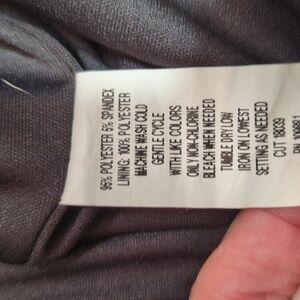 95% POLYESTER 5% SPANDEX
LINING: 100% POLYESTER
MACHINE WASH COLD
GENTLE CYCLE
WITH LIKE COLORS
ONLY NON-CHLORINE
BLEACH WHEN NEEDED
TUMBLE DRY LOW
IRON ON LOWEST
SETTING AS NEEDED
CUT 18039